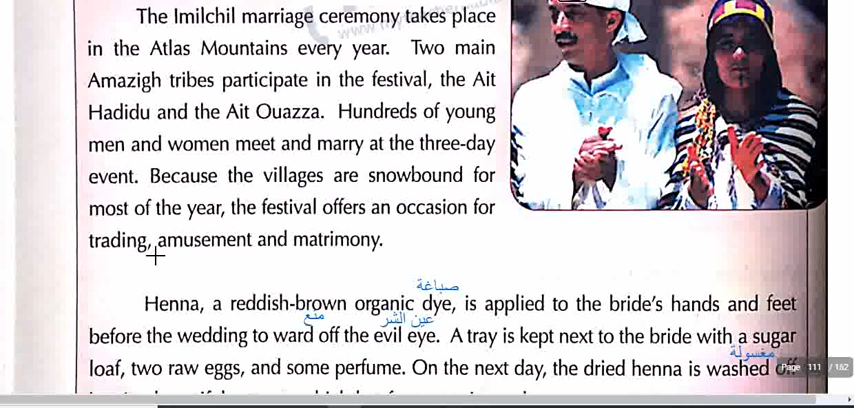 The Imilchil marriage ceremony takes place
in the Atlas Mountains every year. Two main
Amazigh tribes participate in the festival, the Ait
Hadidu and the Ait Ouazza. Hundreds of young
men and women meet and marry at the three-day
event. Because the villages are snowbound for
most of the year, the festival offers an occasion for
trading, amusement and matrimony.
صباغة
Henna, a reddish-brown organic dye, is applied to the bride's hands and feet
منع عين الشر
before the wedding to ward off the evil eye. A tray is kept next to the bride with a sugar
مغسولة
loaf, two raw eggs, and some perfume. On the next day, the dried henna is washed off
Page 111 / 182